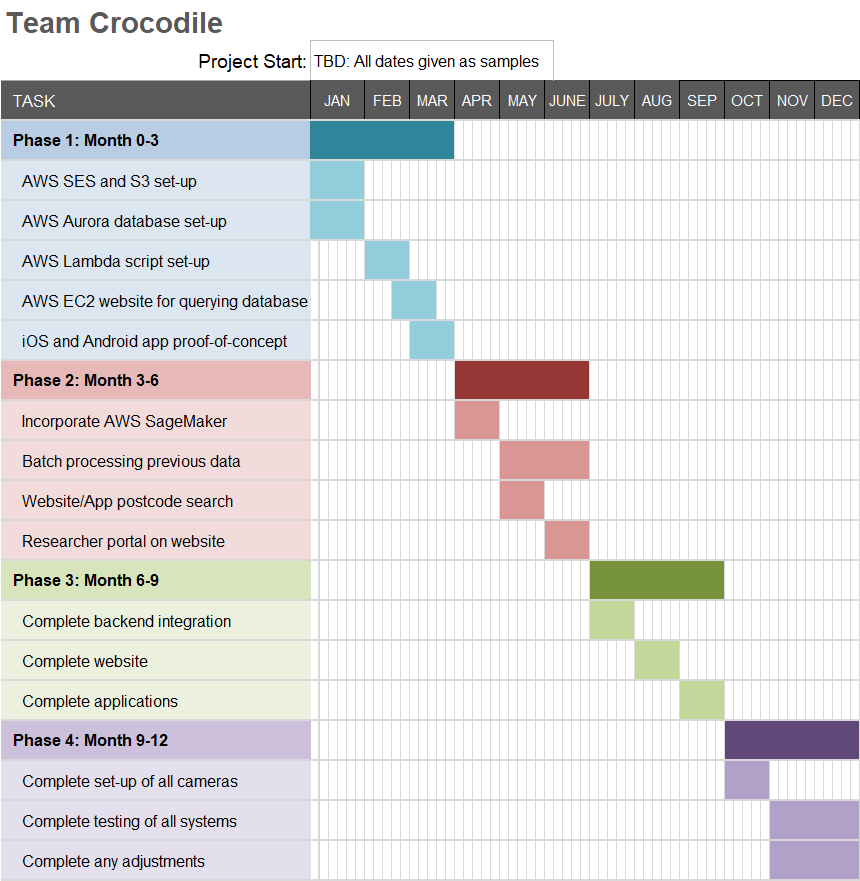 Team Crocodile
Project Start: TBD: All dates given as samples
TASK JAN FEB MAR APR MAY JUNE JULY AUG SEP OCT NOV DEC
Phase 1: Month 0-3
AWS SES and S3 set-up
AWS Aurora database set-up
AWS Lambda script set-up
AWS EC2 website for querying database
iOS and Android app proof-of-concept
Phase 2: Month 3-6
Incorporate AWS SageMaker
Batch processing previous data
Website/App postcode search
Researcher portal on website
Phase 3: Month 6-9
Complete backend integration
Complete website
Complete applications
Phase 4: Month 9-12
Complete set-up of all cameras
Complete testing of all systems
Complete any adjustments